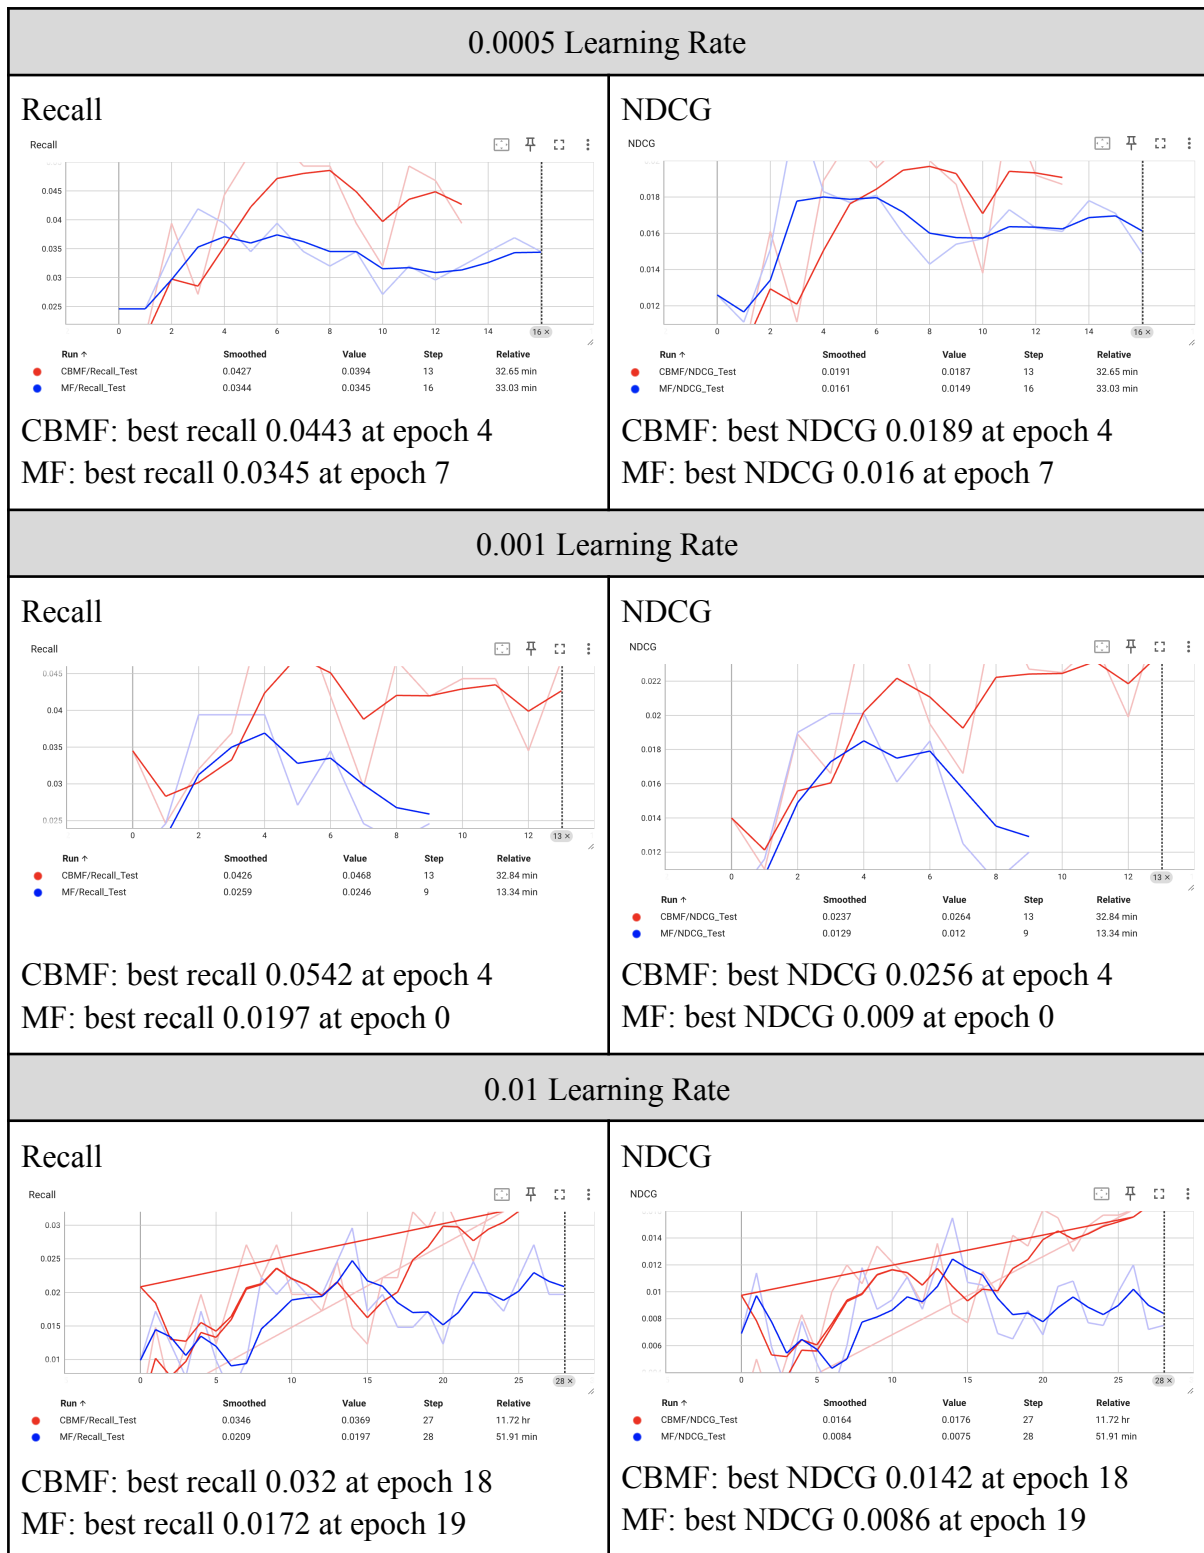 0.0005 Learning Rate
Recall
Recall
0.045
0.04
0.035
0.03
0.025
0 2 4 6 8 10 12 14 16 ×
Run ↑ Smoothed Value Step Relative
CBMF/Recall_Test 0.0427 0.0394 13 32.65 min
MF/Recall_Test 0.0344 0.0345 16 33.03 min
CBMF: best recall 0.0443 at epoch 4
MF: best recall 0.0345 at epoch 7
NDCG
NDCG
0.018
0.016
0.014
0.012
0 2 4 6 8 10 12 14 16 ×
Run ↑ Smoothed Value Step Relative
CBMF/NDCG_Test 0.0191 0.0187 13 32.65 min
MF/NDCG_Test 0.0161 0.0149 16 33.03 min
CBMF: best NDCG 0.0189 at epoch 4
MF: best NDCG 0.016 at epoch 7
0.001 Learning Rate
Recall
Recall
0.045
0.04
0.035
0.03
0.025
0 2 4 6 8 10 12 13 ×
Run ↑ Smoothed Value Step Relative
CBMF/Recall_Test 0.0426 0.0468 13 32.84 min
MF/Recall_Test 0.0259 0.0246 9 13.34 min
CBMF: best recall 0.0542 at epoch 4
MF: best recall 0.0197 at epoch 0
NDCG
NDCG
0.022
0.02
0.018
0.016
0.014
0.012
0 2 4 6 8 10 12 13 ×
Run ↑ Smoothed Value Step Relative
CBMF/NDCG_Test 0.0237 0.0264 13 32.84 min
MF/NDCG_Test 0.0129 0.012 9 13.34 min
CBMF: best NDCG 0.0256 at epoch 4
MF: best NDCG 0.009 at epoch 0
0.01 Learning Rate
Recall
Recall
0.03
0.025
0.02
0.015
0.01
0 5 10 15 20 25 28 ×
Run ↑ Smoothed Value Step Relative
CBMF/Recall_Test 0.0346 0.0369 27 11.72 hr
MF/Recall_Test 0.0209 0.0197 28 51.91 min
CBMF: best recall 0.032 at epoch 18
MF: best recall 0.0172 at epoch 19
NDCG
NDCG
0.014
0.012
0.01
0.008
0.006
0 5 10 15 20 25 28 ×
Run ↑ Smoothed Value Step Relative
CBMF/NDCG_Test 0.0164 0.0176 27 11.72 hr
MF/NDCG_Test 0.0084 0.0075 28 51.91 min
CBMF: best NDCG 0.0142 at epoch 18
MF: best NDCG 0.0086 at epoch 19